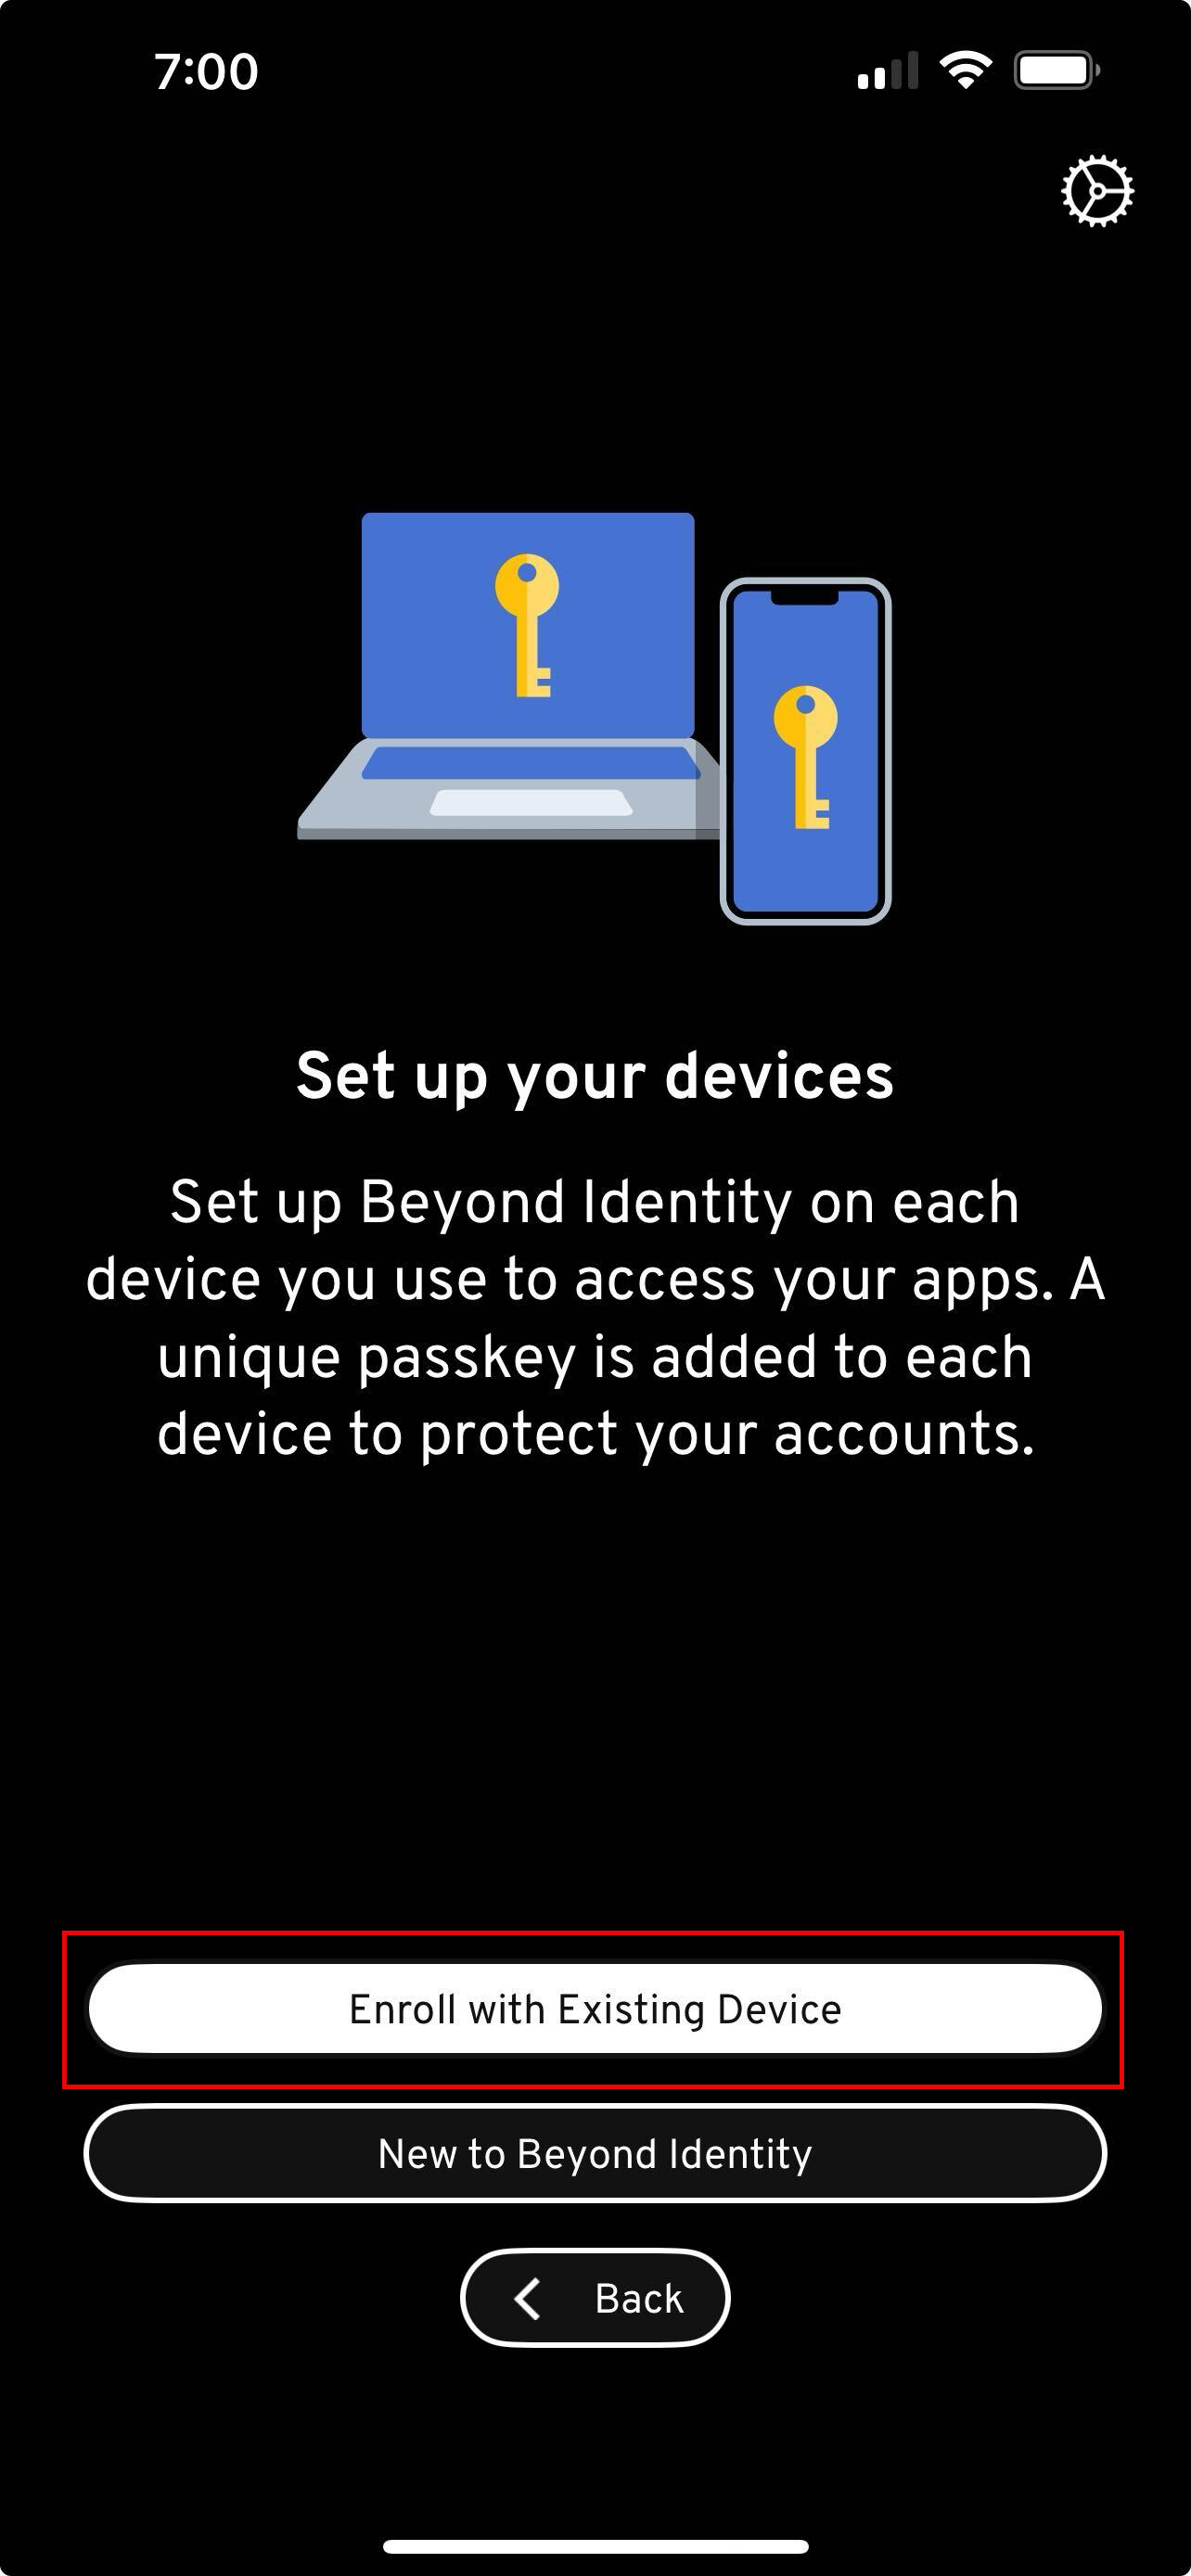 7:00
Set up your devices
Set up Beyond Identity on each
device you use to access your apps. A
unique passkey is added to each
device to protect your accounts.
Enroll with Existing Device
New to Beyond Identity
Back